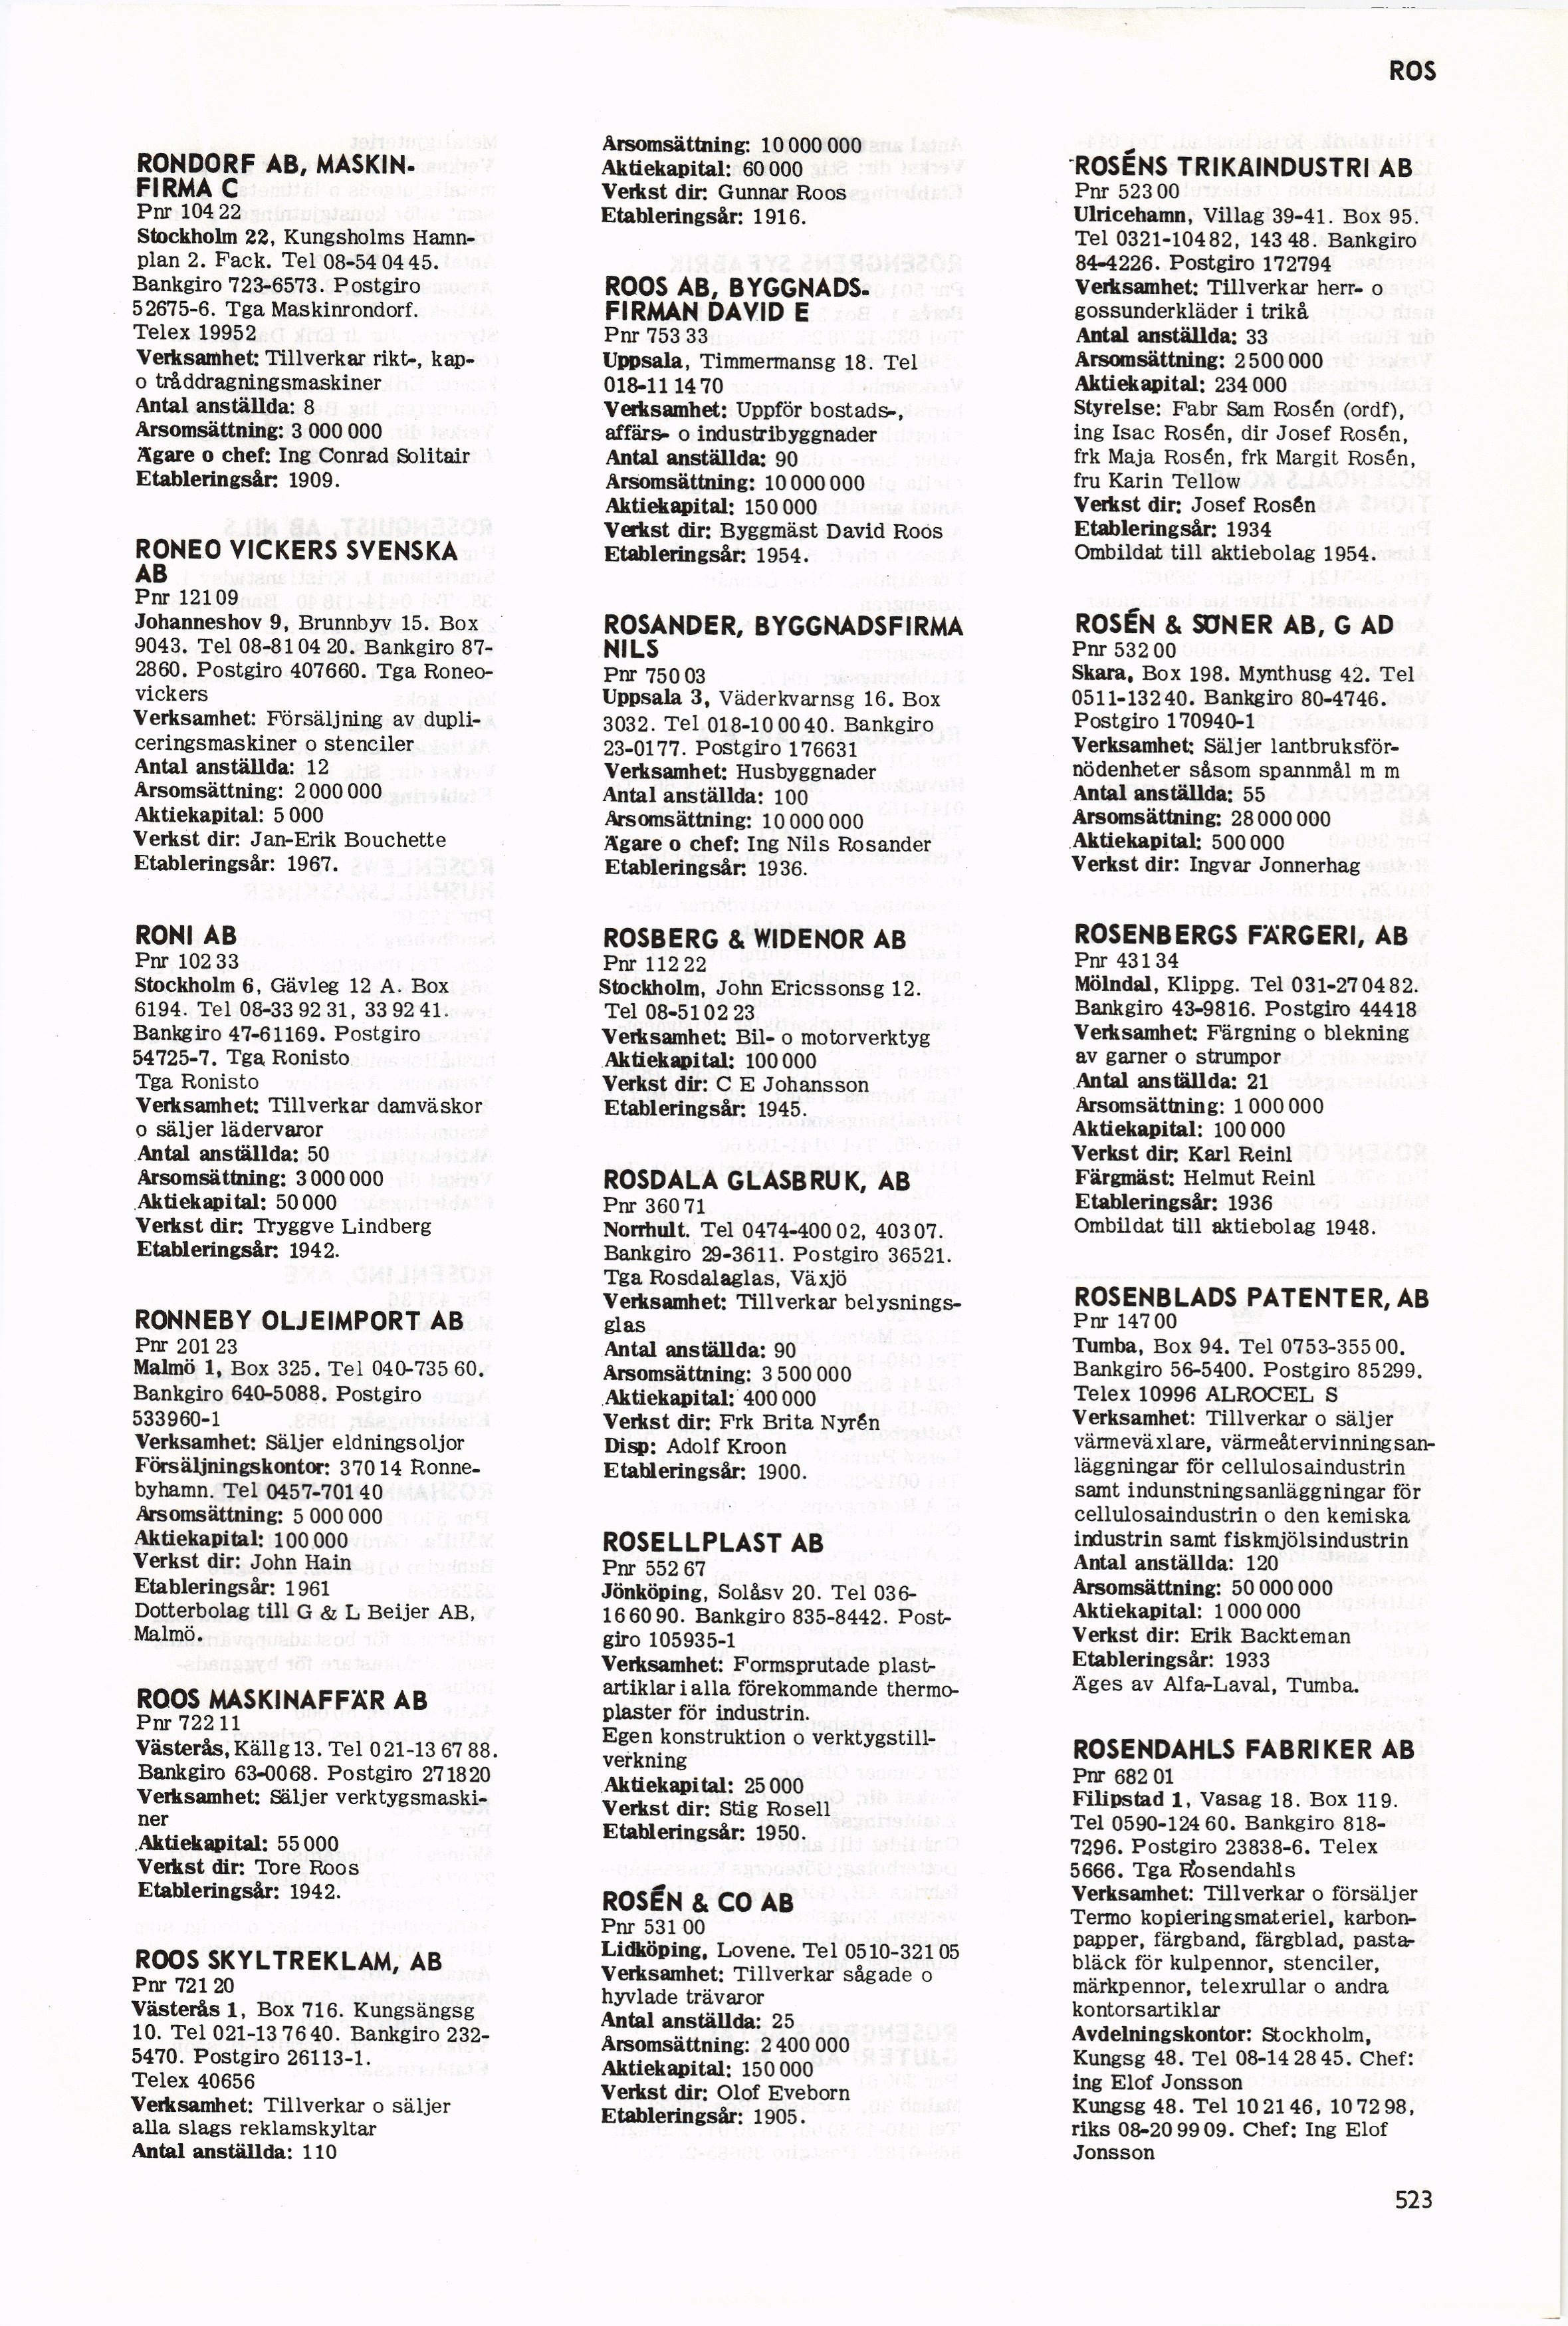 ROS
RONDORF AB, MASKIN-
FIRMA C
Pnr 104 22
Stockholm 22, Kungsholms Hamn-
plan 2. Fack. Tel 08-54 04 45.
Bankgiro 723-6573. Postgiro
52675-6. Tga Maskinrondorf.
Telex 19952
Verksamhet: Tillverkar rikt-, kap-
o tråddragningsmaskiner
Antal anställda: 8
Årsomsättning: 3 000 000
Ägare o chef: Ing Conrad Solitair
Etableringsår: 1909.
RONEO VICKERS SVENSKA
AB
Pnr 121 09
Johanneshov 9, Brunnbyv 15. Box
9043. Tel 08-81 04 20. Bankgiro 87-
2860. Postgiro 407660. Tga Roneo-
vickers
Verksamhet: Försäljning av dupli-
ceringsmaskiner o stenciler
Antal anställda: 12
Årsomsättning: 2 000 000
Aktiekapital: 5 000
Verkst dir: Jan-Erik Bouchette
Etableringsår: 1967.
RONI AB
Pnr 102 33
Stockholm 6, Gävleg 12 A. Box
6194. Tel 08-33 92 31, 33 92 41.
Bankgiro 47-61169. Postgiro
54725-7. Tga Ronisto
Tga Ronisto
Verksamhet: Tillverkar damväskor
o säljer lädervaror
Antal anställda: 50
Årsomsättning: 3 000 000
Aktiekapital: 50 000
Verkst dir: Tryggve Lindberg
Etableringsår: 1942.
RONNEBY OLJEIMPORT AB
Pnr 201 23
Malmö 1, Box 325. Tel 040-735 60.
Bankgiro 640-5088. Postgiro
533960-1
Verksamhet: Säljer eldningsoljor
Försäljningskontor: 370 14 Ronne-
byhamn. Tel 0457-701 40
Årsomsättning: 5 000 000
Aktiekapital: 100 000
Verkst dir: John Hain
Etableringsår: 1961
Dotterbolag till G & L Beijer AB,
Malmö.
ROOS MASKINAFFÄR AB
Pnr 722 11
Västerås, Källg 13. Tel 021-13 67 88.
Bankgiro 63-0068. Postgiro 271820
Verksamhet: Säljer verktygsmaski-
ner
Aktiekapital: 55 000
Verkst dir: Tore Roos
Etableringsår: 1942.
ROOS SKYLTREKLAM, AB
Pnr 721 20
Västerås 1, Box 716. Kungsängsg
10. Tel 021-13 76 40. Bankgiro 232-
5470. Postgiro 26113-1.
Telex 40656
Verksamhet: Tillverkar o säljer
alla slags reklamskyltar
Antal anställda: 110
Årsomsättning: 10 000 000
Aktiekapital: 60 000
Verkst dir: Gunnar Roos
Etableringsår: 1916.
ROOS AB, BYGGNADS-
FIRMAN DAVID E
Pnr 753 33
Uppsala, Timmermansg 18. Tel
018-11 14 70
Verksamhet: Uppför bostads-,
affärs- o industribyggnader
Antal anställda: 90
Årsomsättning: 10 000 000
Aktiekapital: 150 000
Verkst dir: Byggmäst David Roos
Etableringsår: 1954.
ROSANDER, BYGGNADSFIRMA
NILS
Pnr 750 03
Uppsala 3, Väderkvarnsg 16. Box
3032. Tel 018-10 00 40. Bankgiro
23-0177. Postgiro 176631
Verksamhet: Husbyggnader
Antal anställda: 100
Årsomsättning: 10 000 000
Ägare o chef: Ing Nils Rosander
Etableringsår: 1936.
ROSBERG & WIDENOR AB
Pnr 112 22
Stockholm, John Ericssonsg 12.
Tel 08-51 02 23
Verksamhet: Bil- o motorverktyg
Aktiekapital: 100 000
Verkst dir: C E Johansson
Etableringsår: 1945.
ROSDALA GLASBRUK, AB
Pnr 360 71
Norrhult. Tel 0474-400 02, 403 07.
Bankgiro 29-3611. Postgiro 36521.
Tga Rosdalaglas, Växjö
Verksamhet: Tillverkar belysnings-
glas
Antal anställda: 90
Årsomsättning: 3 500 000
Aktiekapital: 400 000
Verkst dir: Frk Brita Nyrén
Disp: Adolf Kroon
Etableringsår: 1900.
ROSELLPLAST AB
Pnr 552 67
Jönköping, Solåsv 20. Tel 036-
16 60 90. Bankgiro 835-8442. Post-
giro 105935-1
Verksamhet: Formsprutade plast-
artiklar i alla förekommande thermo-
plaster för industrin.
Egen konstruktion o verktygstill-
verkning
Aktiekapital: 25 000
Verkst dir: Stig Rosell
Etableringsår: 1950.
ROSÉN & CO AB
Pnr 531 00
Lidköping, Lovene. Tel 0510-321 05
Verksamhet: Tillverkar sågade o
hyvlade trävaror
Antal anställda: 25
Årsomsättning: 2 400 000
Aktiekapital: 150 000
Verkst dir: Olof Eveborn
Etableringsår: 1905.
ROSÉNS TRIKÅINDUSTRI AB
Pnr 523 00
Ulricehamn, Villag 39-41. Box 95.
Tel 0321-104 82, 143 48. Bankgiro
84-4226. Postgiro 172794
Verksamhet: Tillverkar herr- o
gossunderkläder i trikå
Antal anställda: 33
Årsomsättning: 2 500 000
Aktiekapital: 234 000
Styrelse: Fabr Sam Rosén (ordf),
ing Isac Rosén, dir Josef Rosén,
frk Maja Rosén, frk Margit Rosén,
fru Karin Tellow
Verkst dir: Josef Rosén
Etableringsår: 1934
Ombildat till aktiebolag 1954.
ROSÉN & SÖNER AB, G AD
Pnr 532 00
Skara, Box 198. Mynthusg 42. Tel
0511-132 40. Bankgiro 80-4746.
Postgiro 170940-1
Verksamhet: Säljer lantbruksför-
nödenheter såsom spannmål m m
Antal anställda: 55
Årsomsättning: 28 000 000
Aktiekapital: 500 000
Verkst dir: Ingvar Jonnerhag
ROSENBERGS FÄRGERI, AB
Pnr 431 34
Mölndal, Klippg. Tel 031-27 04 82.
Bankgiro 43-9816. Postgiro 44418
Verksamhet: Färgning o blekning
av garner o strumpor
Antal anställda: 21
Årsomsättning: 1 000 000
Aktiekapital: 100 000
Verkst dir: Karl Reinl
Färgmäst: Helmut Reinl
Etableringsår: 1936
Ombildat till aktiebolag 1948.
ROSENBLADS PATENTER, AB
Pnr 147 00
Tumba, Box 94. Tel 0753-355 00.
Bankgiro 56-5400. Postgiro 85299.
Telex 10996 ALROCEL S
Verksamhet: Tillverkar o säljer
värmeväxlare, värmeåtervinningsan-
läggningar för cellulosaindustrin
samt indunstningsanläggningar för
cellulosaindustrin o den kemiska
industrin samt fiskmjölsindustrin
Antal anställda: 120
Årsomsättning: 50 000 000
Aktiekapital: 1 000 000
Verkst dir: Erik Backteman
Etableringsår: 1933
Äges av Alfa-Laval, Tumba.
ROSENDAHLS FABRIKER AB
Pnr 682 01
Filipstad 1, Vasag 18. Box 119.
Tel 0590-124 60. Bankgiro 818-
7296. Postgiro 23838-6. Telex
5666. Tga Rosendahls
Verksamhet: Tillverkar o försäljer
Termo kopieringsmateriel, karbon-
papper, färgband, färgblad, pasta-
bläck för kulpennor, stenciler,
märkpennor, telexrullar o andra
kontorsartiklar
Avdelningskontor: Stockholm,
Kungsg 48. Tel 08-14 28 45. Chef:
ing Elof Jonsson
Kungsg 48. Tel 10 21 46, 10 72 98,
riks 08-20 99 09. Chef: Ing Elof
Jonsson
523